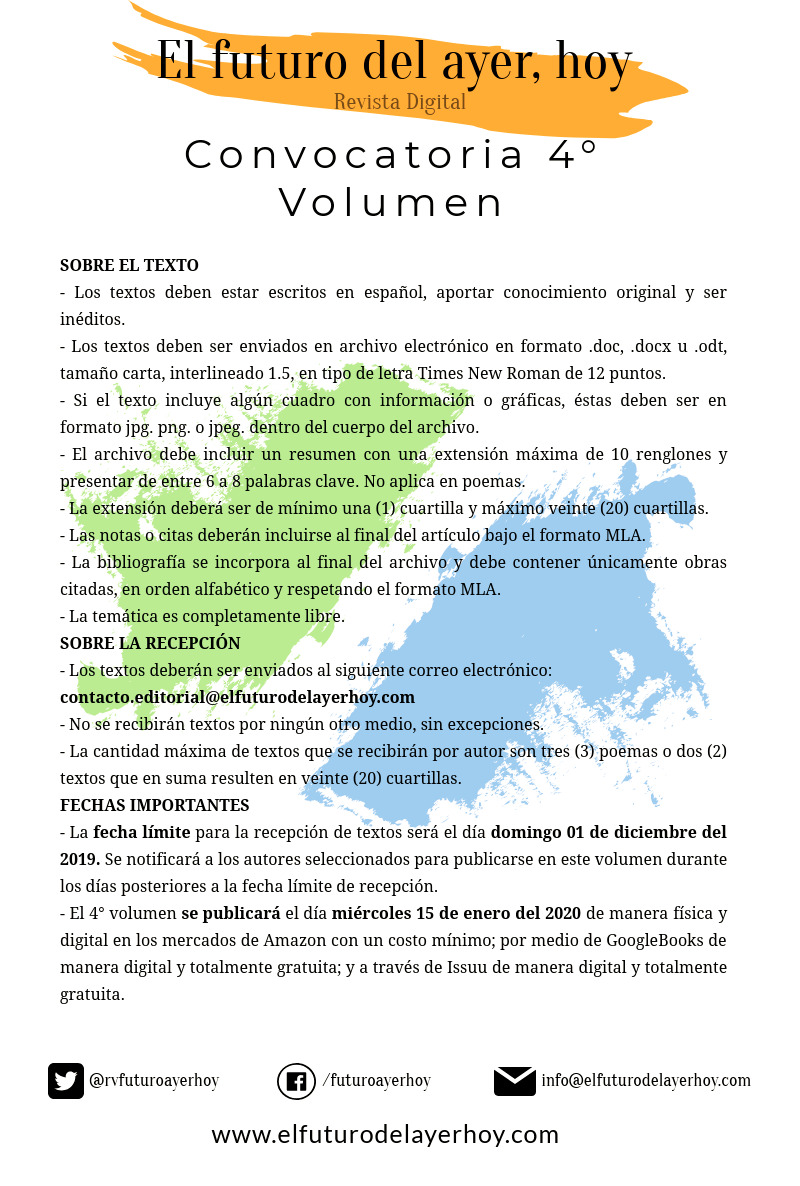 El futuro del ayer, hoy
Revista Digital
Convocatoria 4°
Volumen
SOBRE EL TEXTO
- Los textos deben estar escritos en español, aportar conocimiento original y ser
inéditos.
- Los textos deben ser enviados en archivo electrónico en formato .doc, .docx u .odt,
tamaño carta, interlineado 1.5, en tipo de letra Times New Roman de 12 puntos.
- Si el texto incluye algún cuadro con información o gráficas, éstas deben ser en
formato jpg. png. o jpeg. dentro del cuerpo del archivo.
- El archivo debe incluir un resumen con una extensión máxima de 10 renglones y
presentar de entre 6 a 8 palabras clave. No aplica en poemas.
- La extensión deberá ser de mínimo una (1) cuartilla y máximo veinte (20) cuartillas.
- Las notas o citas deberán incluirse al final del artículo bajo el formato MLA.
- La bibliografía se incorpora al final del archivo y debe contener únicamente obras
citadas, en orden alfabético y respetando el formato MLA.
- La temática es completamente libre.
SOBRE LA RECEPCIÓN
- Los textos deberán ser enviados al siguiente correo electrónico:
contacto.editorial@elfuturodelayerhoy.com
- No se recibirán textos por ningún otro medio, sin excepciones.
- La cantidad máxima de textos que se recibirán por autor son tres (3) poemas o dos (2)
textos que en suma resulten en veinte (20) cuartillas.
FECHAS IMPORTANTES
- La fecha límite para la recepción de textos será el día domingo 01 de diciembre del
2019. Se notificará a los autores seleccionados para publicarse en este volumen durante
los días posteriores a la fecha límite de recepción.
- El 4° volumen se publicará el día miércoles 15 de enero del 2020 de manera física y
digital en los mercados de Amazon con un costo mínimo; por medio de GoogleBooks de
manera digital y totalmente gratuita; y a través de Issuu de manera digital y totalmente
gratuita.
@rvfuturoayerhoy
/futuroayerhoy
info@elfuturodelayerhoy.com
www.elfuturodelayerhoy.com